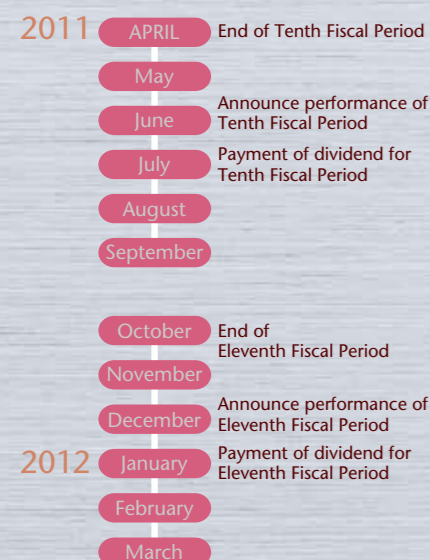 2011 APRIL End of Tenth Fiscal Period
May
June Announce performance of
Tenth Fiscal Period
July Payment of dividend for
Tenth Fiscal Period
August
September
October End of
Eleventh Fiscal Period
November
December Announce performance of
Eleventh Fiscal Period
2012 January Payment of dividend for
Eleventh Fiscal Period
February
March